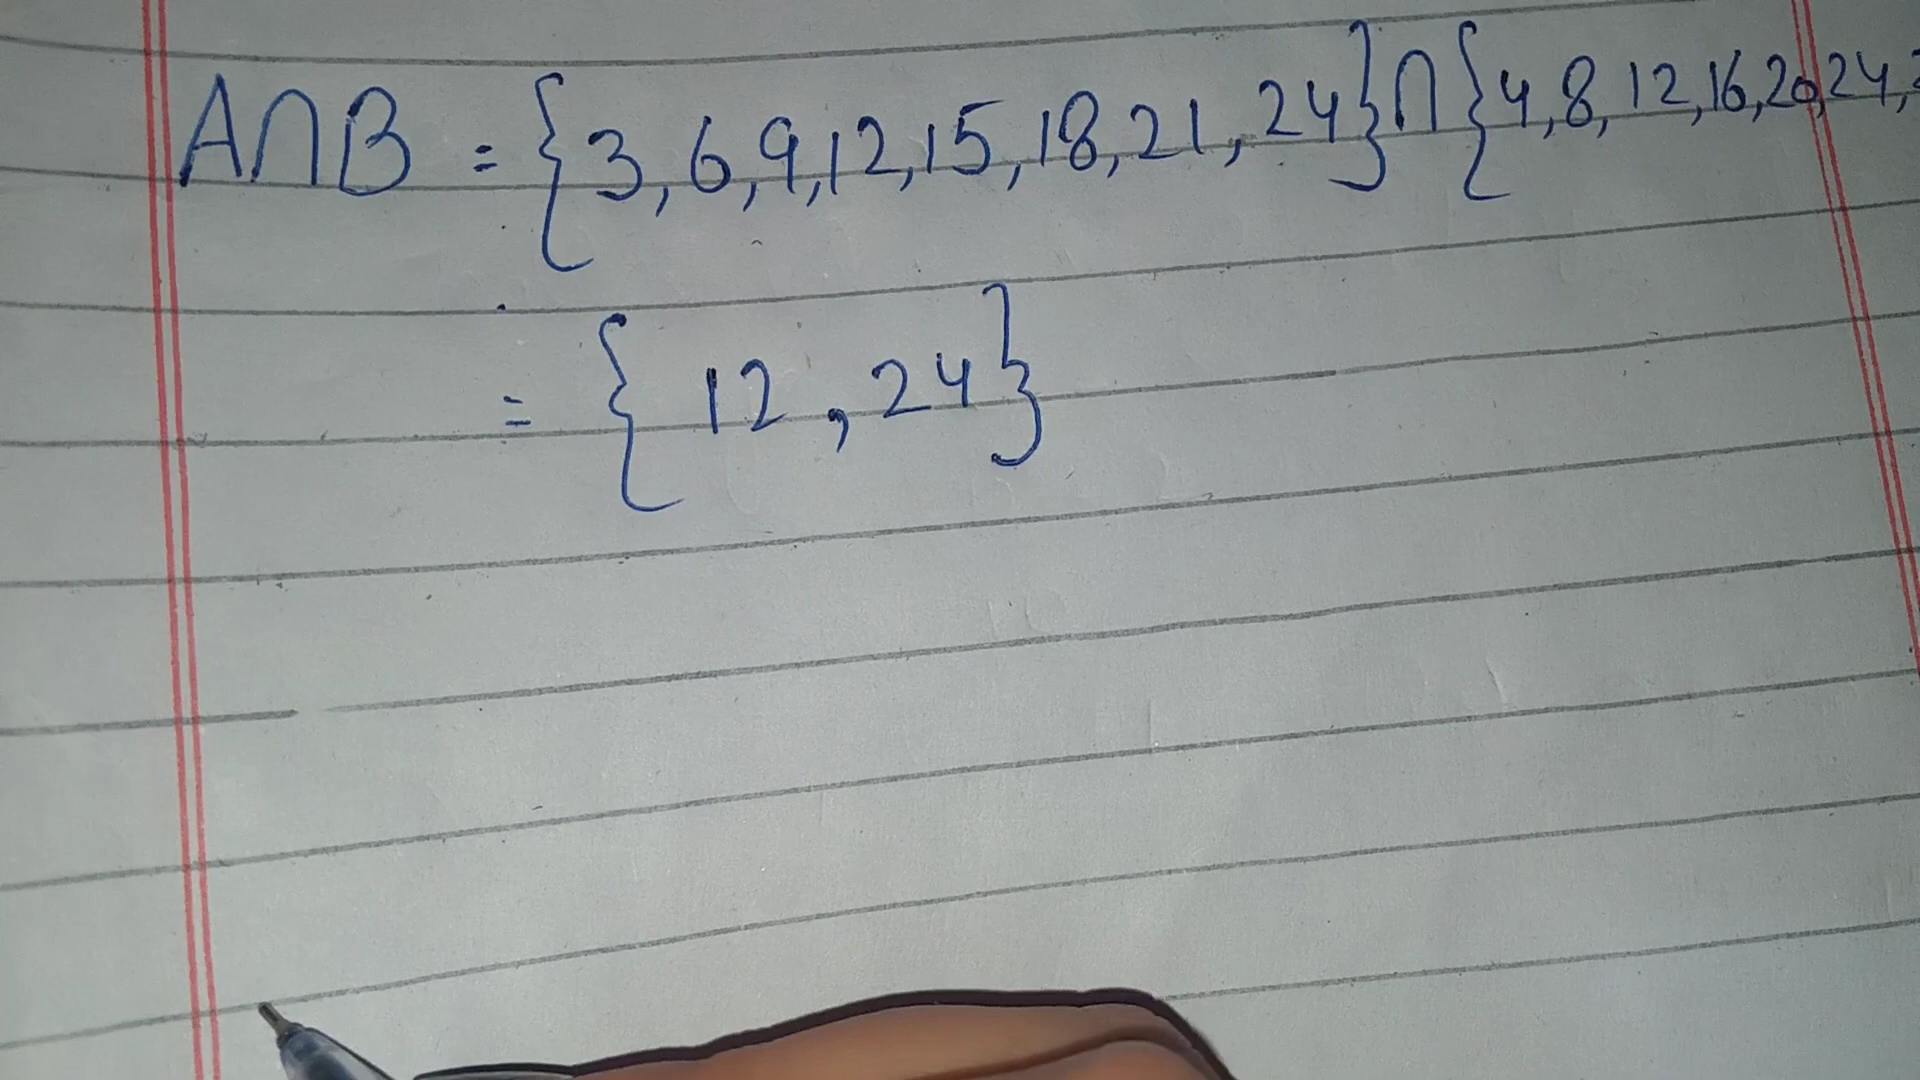 A∩B = {3,6,9,12,15,18,21,24}∩{4,8,12,16,20,24,
= {12,24}